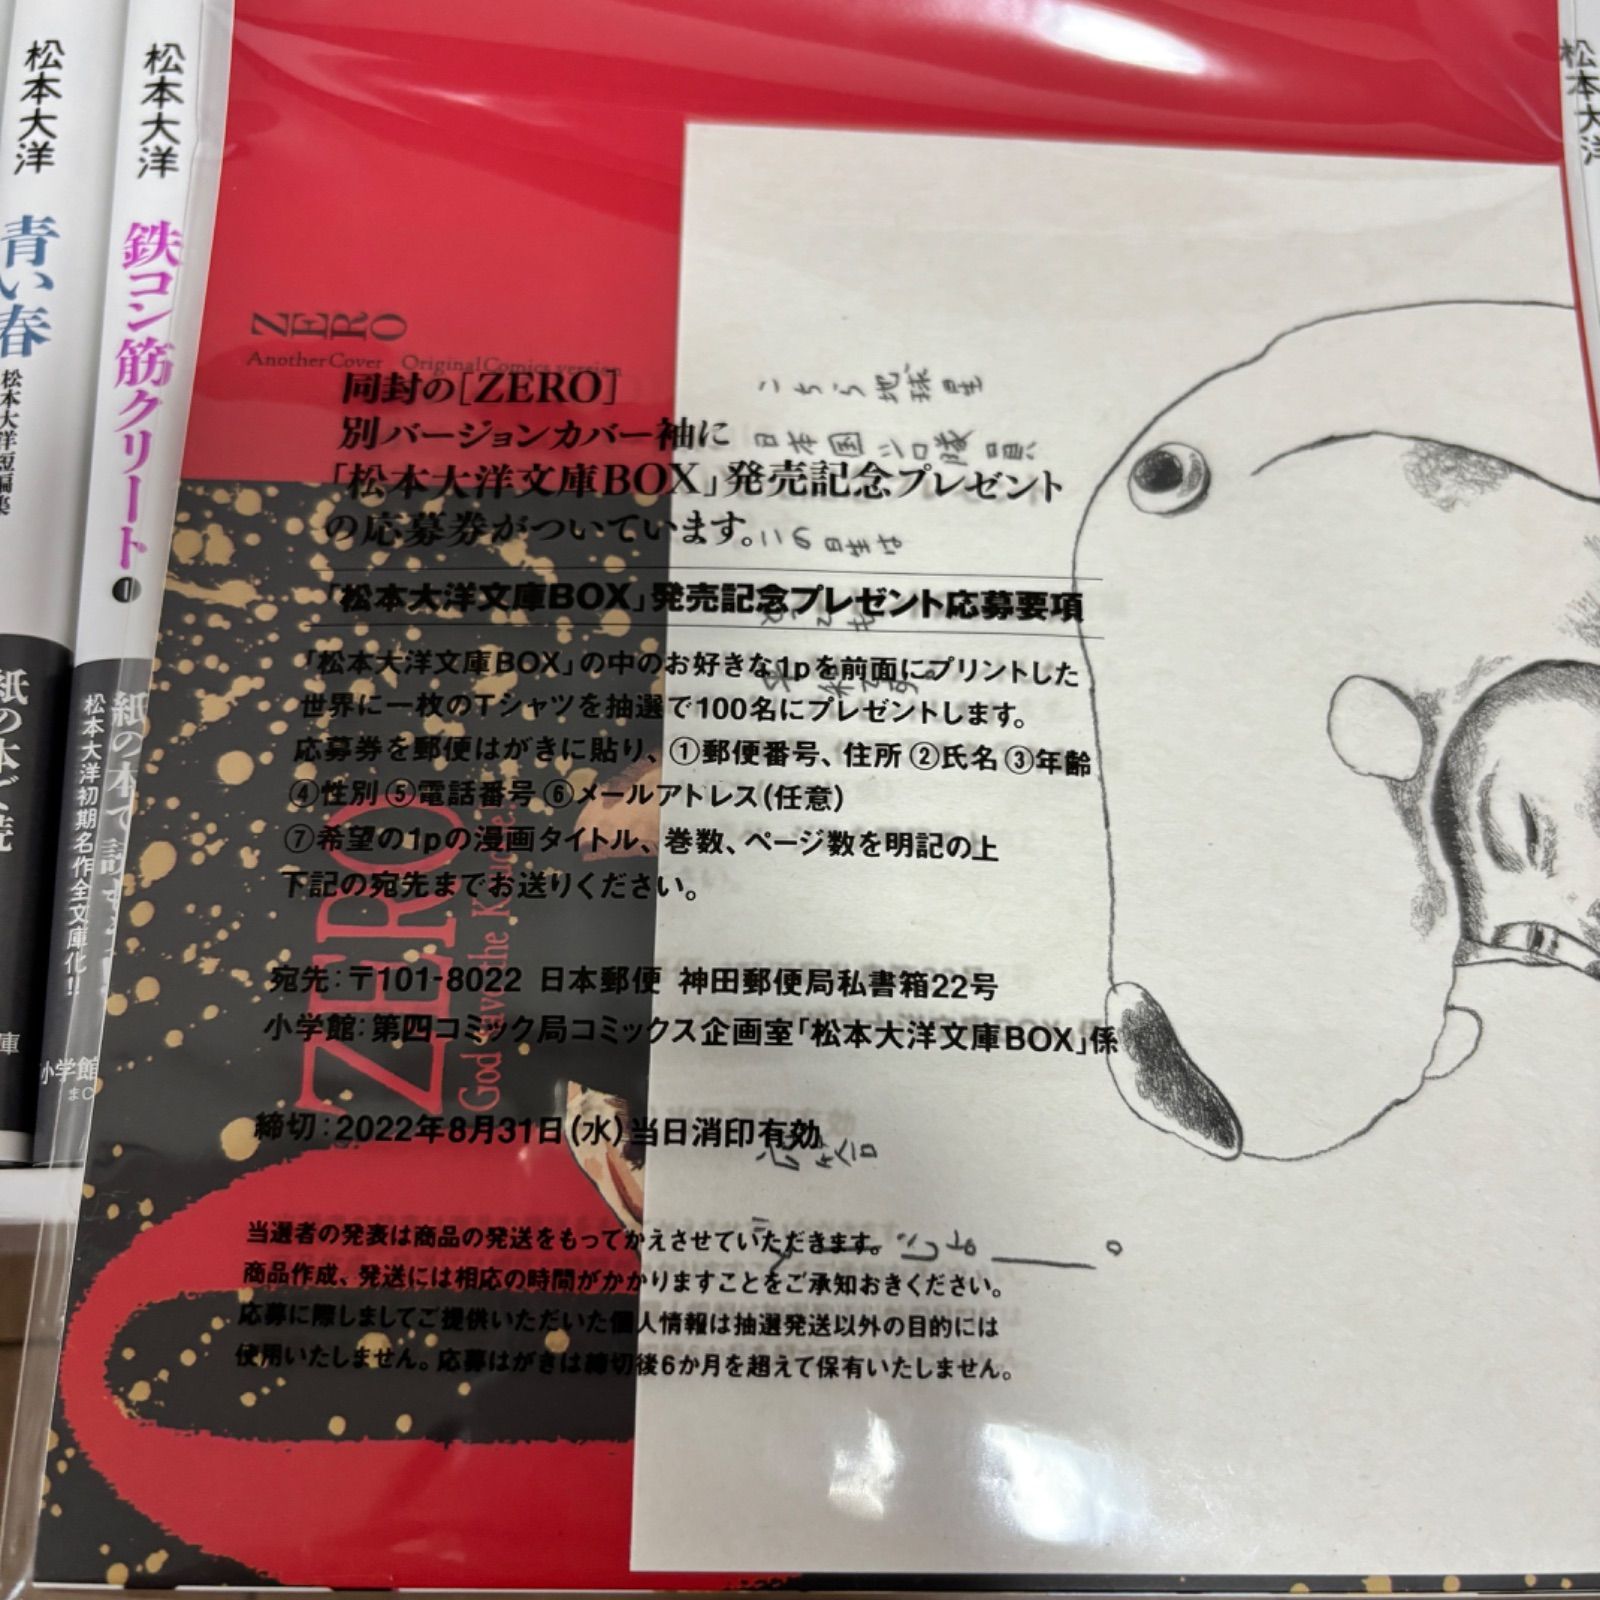 松本大洋
青い春
松本大洋短編集
紙の本で読
庫
松本大洋
鉄コン筋クリート
1
紙の本で読
松本大洋初期名作全文庫化!!
小学館
ZERO
Another Cover Original Comics version
同封の[ZERO]
別バージョンカバー袖に
「松本大洋文庫BOX」発売記念プレゼント
の応募券がついています。
「松本大洋文庫BOX」発売記念プレゼント応募要項
「松本大洋文庫BOX」の中のお好きな1pを前面にプリントした
世界に一枚のTシャツを抽選で100名にプレゼントします。
応募券を郵便はがきに貼り、①郵便番号、住所 ②氏名 ③年齢
④性別 ⑤電話番号 ⑥メールアドレス(任意)
⑦希望の1pの漫画タイトル、巻数、ページ数を明記の上
下記の宛先までお送りください。
宛先:〒101-8022 日本郵便 神田郵便局私書箱22号
小学館:第四コミック局コミックス企画室「松本大洋文庫BOX」係
締切:2022年8月31日(水)当日消印有効
当選者の発表は商品の発送をもってかえさせていただきます。
商品作成、発送には相応の時間がかかりますことをご承知おきください。
応募に際しましてご提供いただいた個人情報は抽選発送以外の目的には
使用いたしません。応募はがきは締切後6か月を超えて保有いたしません。
ZERO
God save the
こちら地球星
日本国
この星は
松本大洋